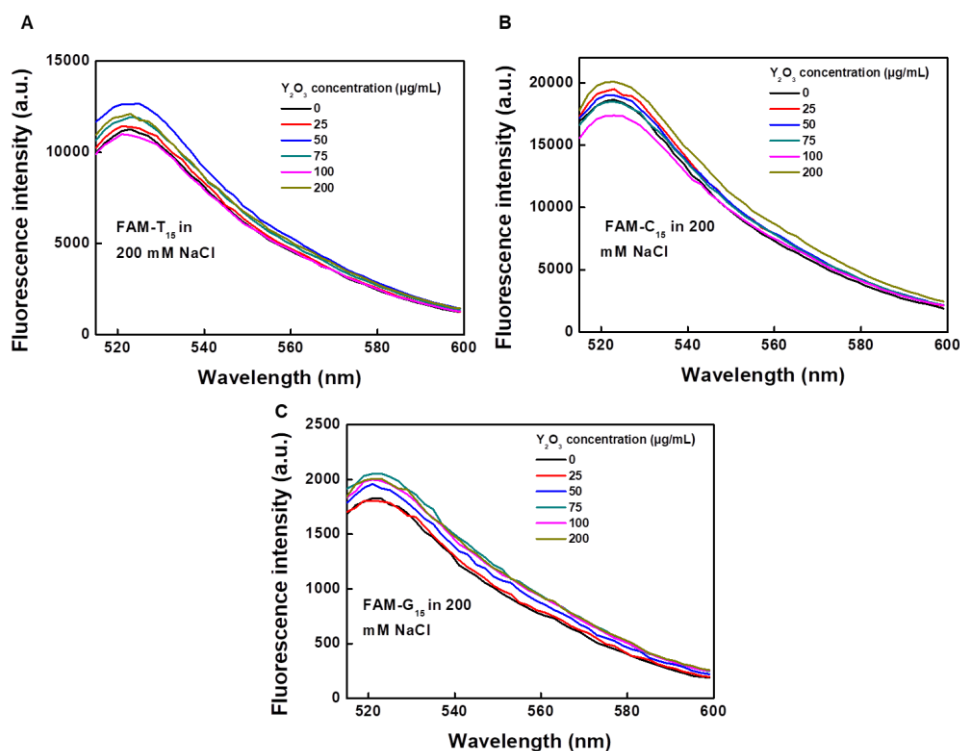 A
Fluorescence intensity (a.u.)
15000
10000
5000
0
Y₂O₃ concentration (µg/mL)
0
25
50
75
100
200
FAM-T₁₅ in
200 mM NaCl
520 540 560 580 600
Wavelength (nm)
B
Fluorescence intensity (a.u.)
20000
15000
10000
5000
0
Y₂O₃ concentration (µg/mL)
0
25
50
75
100
200
FAM-C₁₅ in 200
mM NaCl
520 540 560 580 600
Wavelength (nm)
C
Fluorescence intensity (a.u.)
2500
2000
1500
1000
500
0
Y₂O₃ concentration (µg/mL)
0
25
50
75
100
200
FAM-G₁₅ in 200
mM NaCl
520 540 560 580 600
Wavelength (nm)